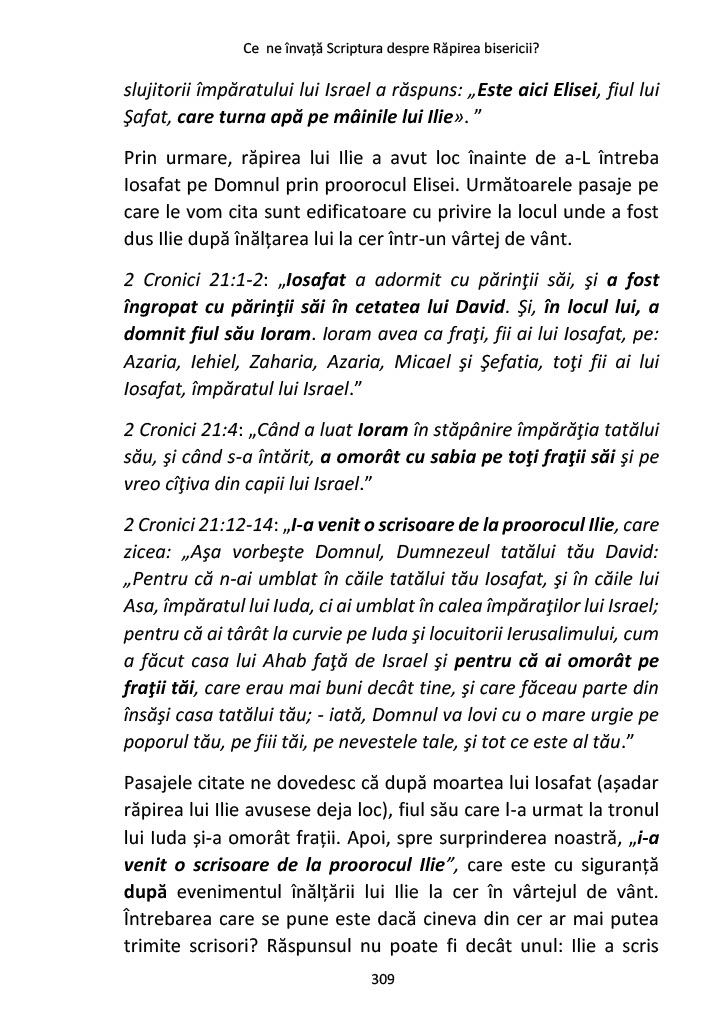 Ce ne învață Scriptura despre Răpirea bisericii?
slujitorii împăratului lui Israel a răspuns: „Este aici Elisei, fiul lui
Şafat, care turna apă pe mâinile lui Ilie». ”
Prin urmare, răpirea lui Ilie a avut loc înainte de a-L întreba
Iosafat pe Domnul prin proorocul Elisei. Următoarele pasaje pe
care le vom cita sunt edificatoare cu privire la locul unde a fost
dus Ilie după înălțarea lui la cer într-un vârtej de vânt.
2 Cronici 21:1-2: „Iosafat a adormit cu părinţii săi, şi a fost
îngropat cu părinţii săi în cetatea lui David. Şi, în locul lui, a
domnit fiul său Ioram. Ioram avea ca fraţi, fii ai lui Iosafat, pe:
Azaria, Iehiel, Zaharia, Azaria, Micael şi Şefatia, toţi fii ai lui
Iosafat, împăratul lui Israel.”
2 Cronici 21:4: „Când a luat Ioram în stăpânire împărăţia tatălui
său, şi când s-a întărit, a omorât cu sabia pe toţi fraţii săi şi pe
vreo cîţiva din capii lui Israel.”
2 Cronici 21:12-14: „I-a venit o scrisoare de la proorocul Ilie, care
zicea: „Aşa vorbeşte Domnul, Dumnezeul tatălui tău David:
„Pentru că n-ai umblat în căile tatălui tău Iosafat, şi în căile lui
Asa, împăratul lui Iuda, ci ai umblat în calea împăraţilor lui Israel;
pentru că ai târât la curvie pe Iuda şi locuitorii Ierusalimului, cum
a făcut casa lui Ahab faţă de Israel şi pentru că ai omorât pe
fraţii tăi, care erau mai buni decât tine, şi care făceau parte din
însăşi casa tatălui tău; - iată, Domnul va lovi cu o mare urgie pe
poporul tău, pe fiii tăi, pe nevestele tale, şi tot ce este al tău.”
Pasajele citate ne dovedesc că după moartea lui Iosafat (așadar
răpirea lui Ilie avusese deja loc), fiul său care l-a urmat la tronul
lui Iuda și-a omorât frații. Apoi, spre surprinderea noastră, „i-a
venit o scrisoare de la proorocul Ilie”, care este cu siguranță
după evenimentul înălțării lui Ilie la cer în vârtejul de vânt.
Întrebarea care se pune este dacă cineva din cer ar mai putea
trimite scrisori? Răspunsul nu poate fi decât unul: Ilie a scris
309